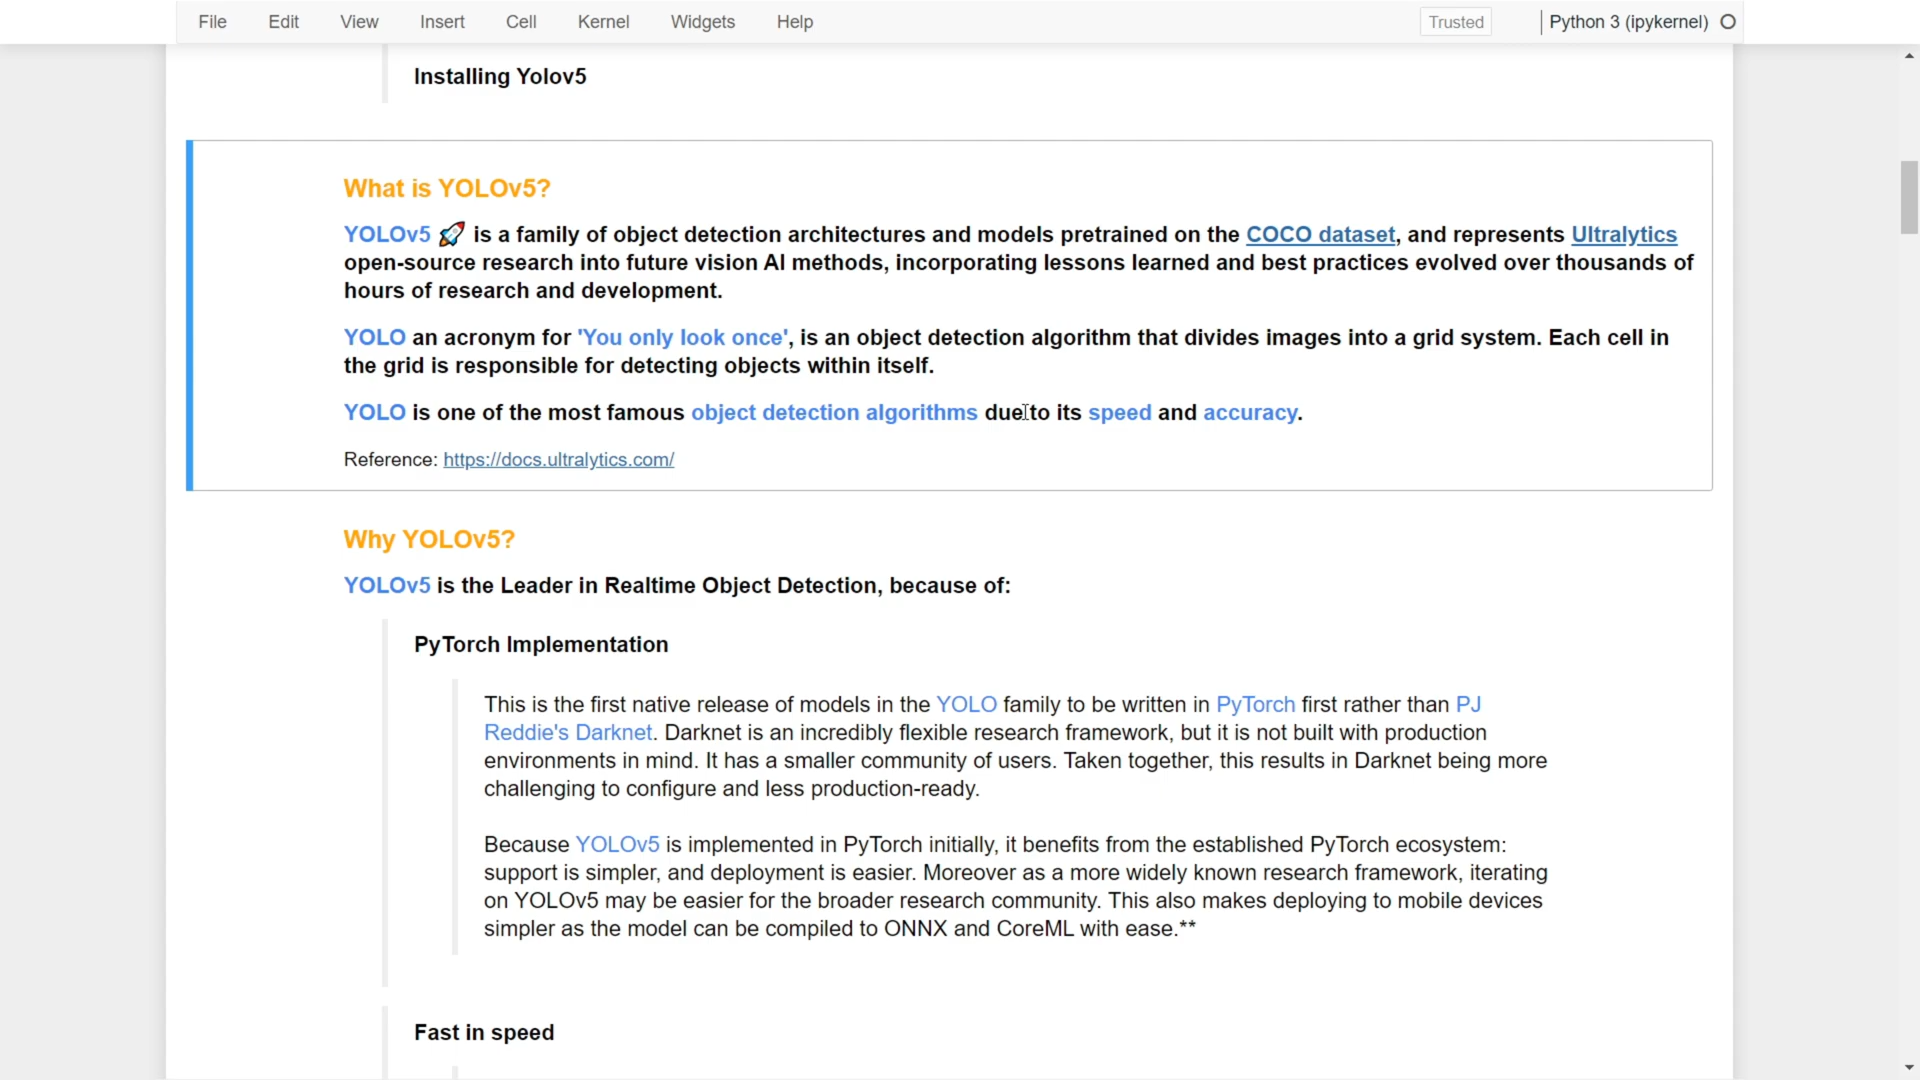 File Edit View Insert Cell Kernel Widgets Help Trusted Python 3 (ipykernel)
Installing Yolov5
What is YOLOv5?
YOLOv5 🚀 is a family of object detection architectures and models pretrained on the COCO dataset, and represents Ultralytics
open-source research into future vision AI methods, incorporating lessons learned and best practices evolved over thousands of
hours of research and development.
YOLO an acronym for 'You only look once', is an object detection algorithm that divides images into a grid system. Each cell in
the grid is responsible for detecting objects within itself.
YOLO is one of the most famous object detection algorithms due to its speed and accuracy.
Reference: https://docs.ultralytics.com/
Why YOLOv5?
YOLOv5 is the Leader in Realtime Object Detection, because of:
PyTorch Implementation
This is the first native release of models in the YOLO family to be written in PyTorch first rather than PJ
Reddie's Darknet. Darknet is an incredibly flexible research framework, but it is not built with production
environments in mind. It has a smaller community of users. Taken together, this results in Darknet being more
challenging to configure and less production-ready.
Because YOLOv5 is implemented in PyTorch initially, it benefits from the established PyTorch ecosystem:
support is simpler, and deployment is easier. Moreover as a more widely known research framework, iterating
on YOLOv5 may be easier for the broader research community. This also makes deploying to mobile devices
simpler as the model can be compiled to ONNX and CoreML with ease.**
Fast in speed